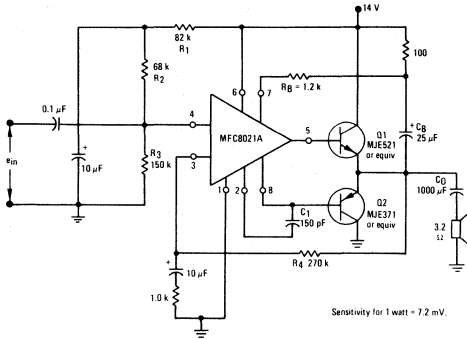 14 V
82 k
R1
100
68 k
R2
6
7
RB = 1.2 k
0.1 µF
4
MFC8021A
5
Q1
MJE521
or equiv
+
CB
25 µF
ein
+
10 µF
R3
150 k
3
1
2
8
C1
150 pF
Q2
MJE371
or equiv
CO
1000 µF
+
3.2
Ω
R4 270 k
+
10 µF
1.0 k
Sensitivity for 1 watt = 7.2 mV.